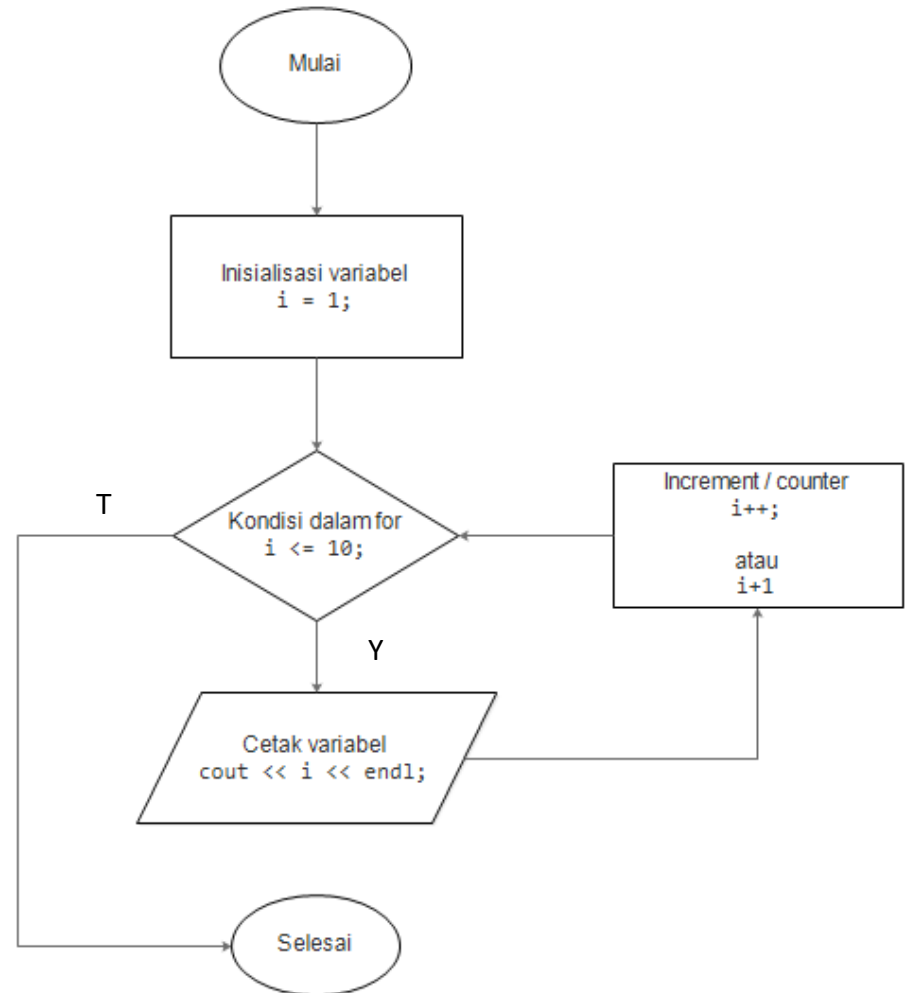 Mulai
Inisialisasi variabel
i = 1;
T
Kondisi dalam for
i <= 10;
Increment / counter
i++;
atau
i+1
Y
Cetak variabel
cout << i << endl;
Selesai